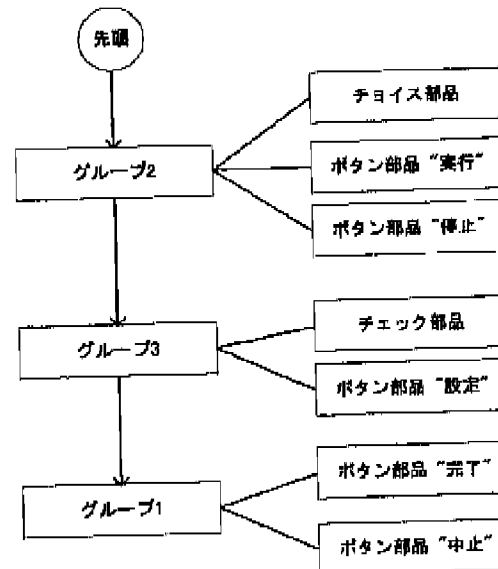 先頭
チョイス部品
グループ2
ボタン部品 “実行”
ボタン部品 “停止”
チェック部品
グループ3
ボタン部品 “設定”
ボタン部品 “完了”
グループ1
ボタン部品 “中止”